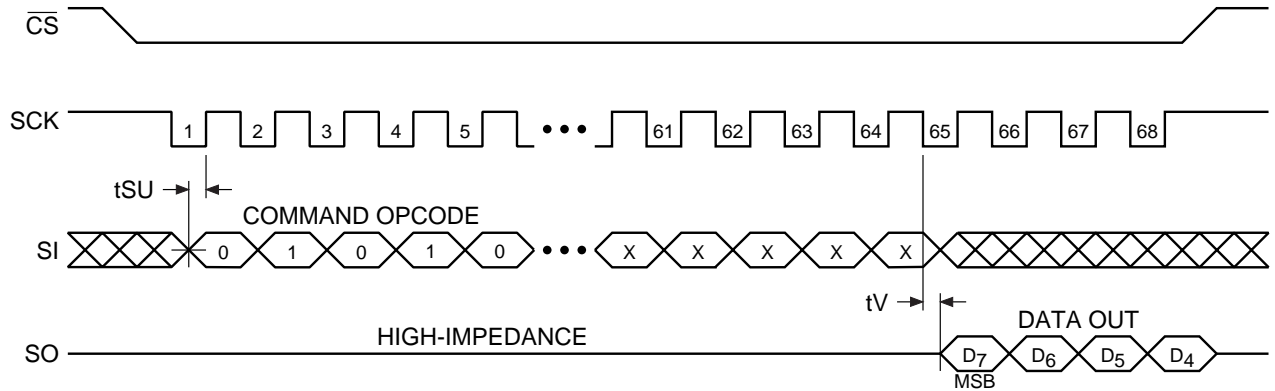 CS
SCK 1 2 3 4 5 ••• 61 62 63 64 65 66 67 68
tSU
COMMAND OPCODE
SI 0 1 0 1 0 ••• X X X X X
tV
HIGH-IMPEDANCE DATA OUT
SO D7 D6 D5 D4
MSB